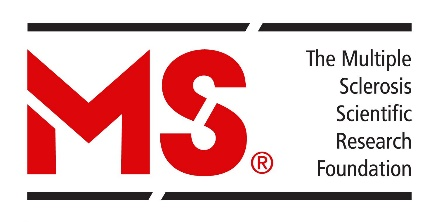 MS®
The Multiple
Sclerosis
Scientific
Research
Foundation